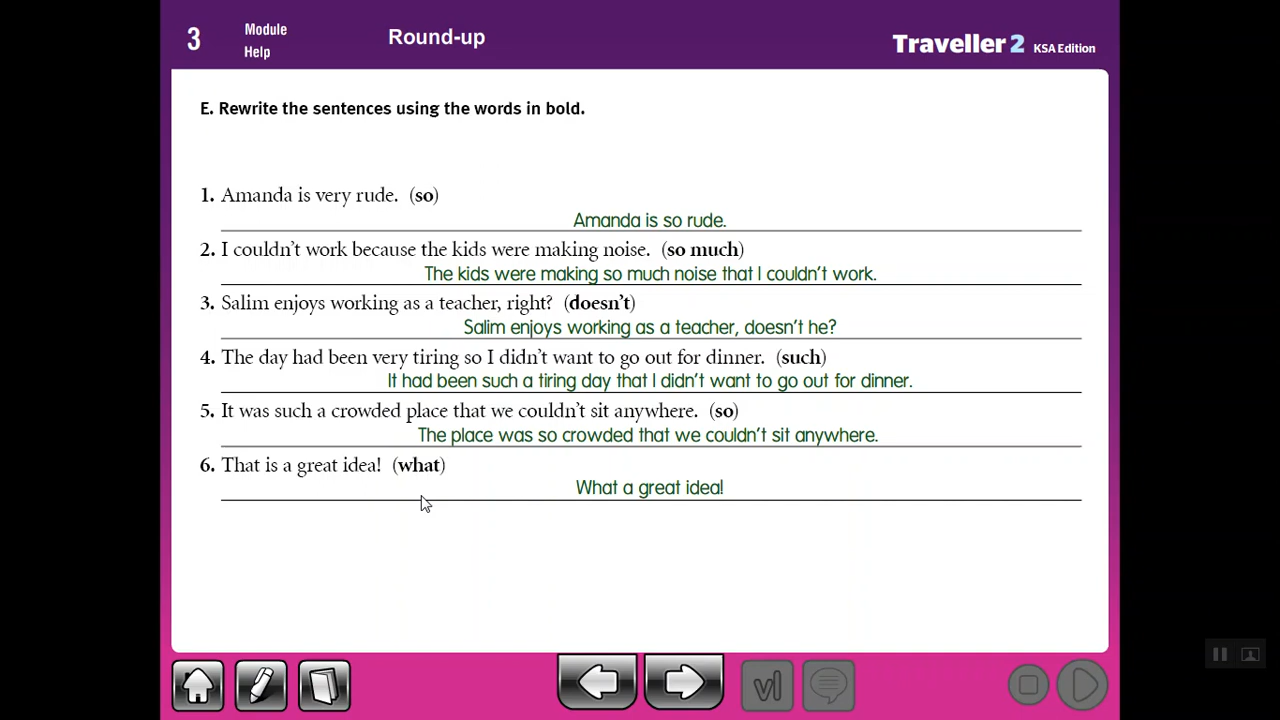 3
Module
Help
Round-up
Traveller 2 KSA Edition
E. Rewrite the sentences using the words in bold.
1. Amanda is very rude. (so)
Amanda is so rude.
2. I couldn't work because the kids were making noise. (so much)
The kids were making so much noise that I couldn't work.
3. Salim enjoys working as a teacher, right? (doesn't)
Salim enjoys working as a teacher, doesn't he?
4. The day had been very tiring so I didn't want to go out for dinner. (such)
It had been such a tiring day that I didn't want to go out for dinner.
5. It was such a crowded place that we couldn't sit anywhere. (so)
The place was so crowded that we couldn't sit anywhere.
6. That is a great idea! (what)
What a great idea!
vl